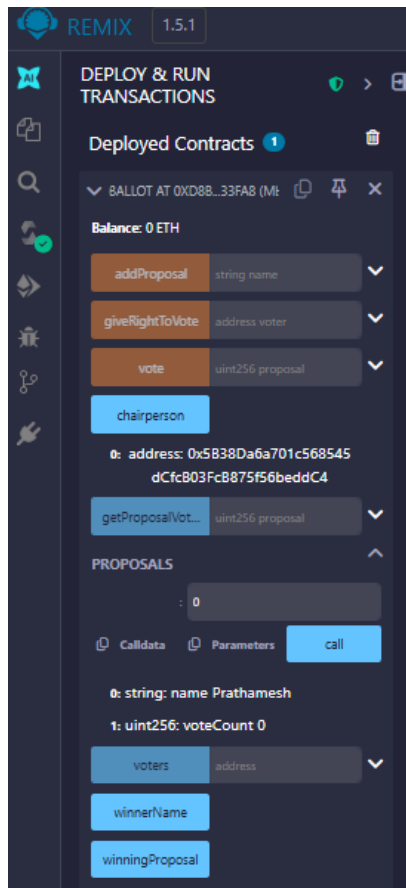 REMIX 1.5.1
AI
DEPLOY & RUN
TRANSACTIONS
Deployed Contracts 1
BALLOT AT 0XD8B...33FA8 (ME
Balance: 0 ETH
addProposal string name
giveRightToVote address voter
vote uint256 proposal
chairperson
0: address: 0x5B38Da6a701c568545
dCfcB03FcB875f56beddC4
getProposalVot... uint256 proposal
PROPOSALS
: 0
Calldata Parameters call
0: string: name Prathamesh
1: uint256: voteCount 0
voters address
winnerName
winningProposal